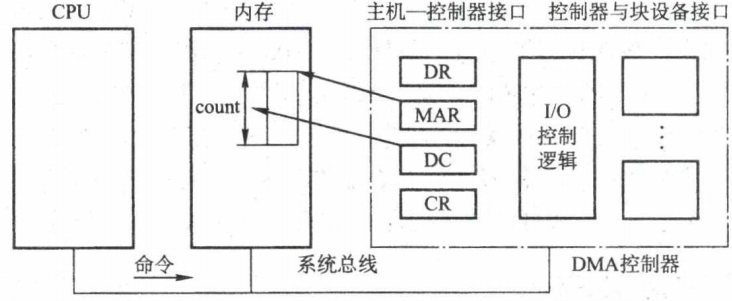 CPU
内存
主机—控制器接口
控制器与块设备接口
count
DR
MAR
DC
CR
I/O
控制
逻辑
命令
系统总线
DMA控制器